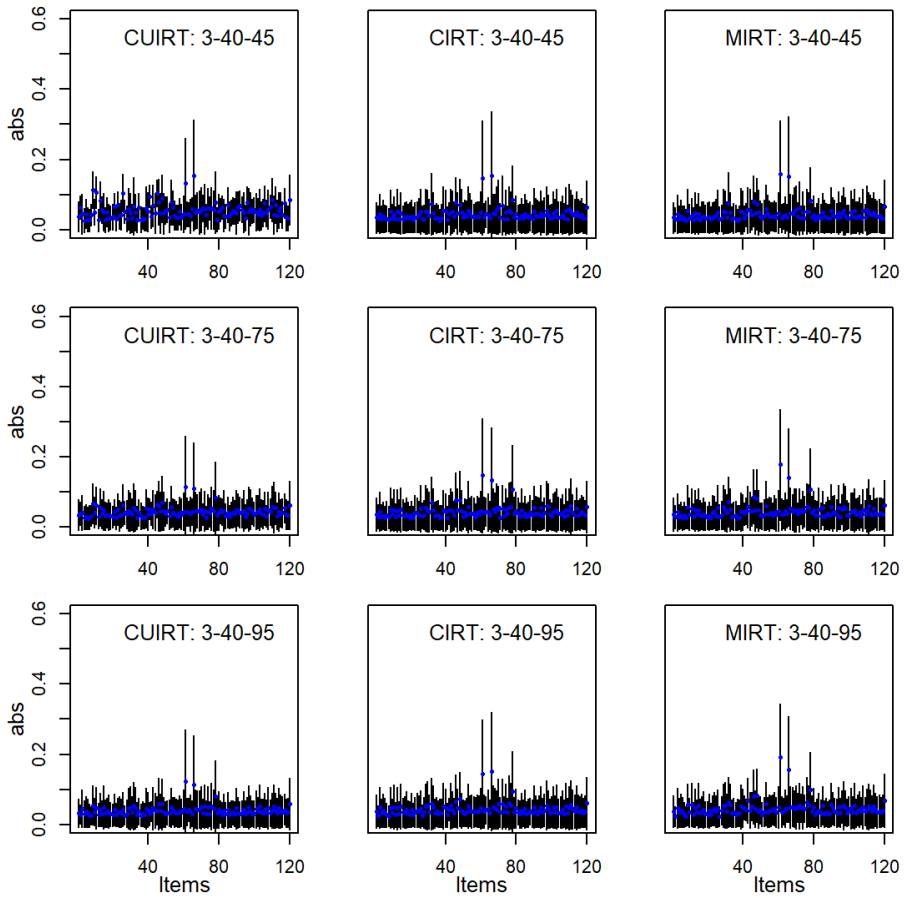 CUIRT: 3-40-45
CIRT: 3-40-45
MIRT: 3-40-45
abs
0.0 0.2 0.4 0.6
40 80 120
40 80 120
40 80 120
CUIRT: 3-40-75
CIRT: 3-40-75
MIRT: 3-40-75
abs
0.0 0.2 0.4 0.6
40 80 120
40 80 120
40 80 120
CUIRT: 3-40-95
CIRT: 3-40-95
MIRT: 3-40-95
abs
0.0 0.2 0.4 0.6
40 80 120
40 80 120
40 80 120
Items
Items
Items